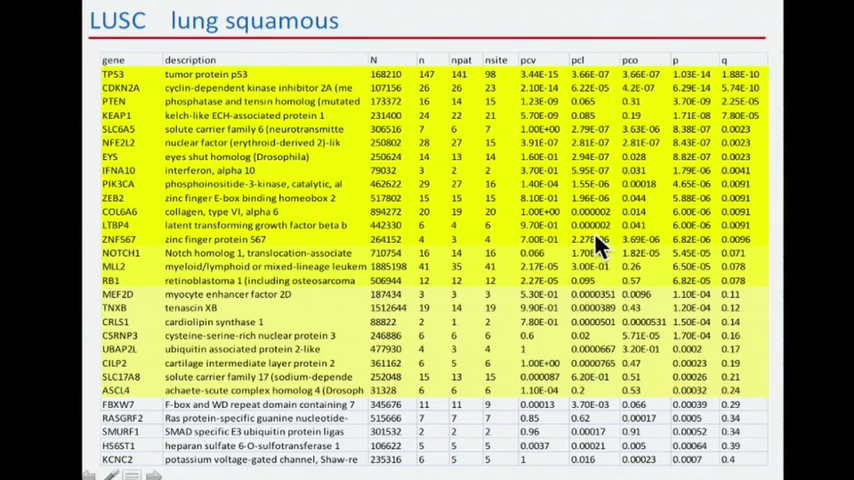 LUSC lung squamous
gene description N n npat nsite pcv pcl pco p q
TP53 tumor protein p53 168210 147 141 98 3.44E-15 3.66E-07 3.66E-07 1.03E-14 1.88E-10
CDKN2A cyclin-dependent kinase inhibitor 2A (me 107156 26 26 23 2.10E-14 6.22E-05 4.2E-07 6.29E-14 5.74E-10
PTEN phosphatase and tensin homolog (mutated 173372 16 14 15 1.23E-09 0.065 0.31 3.70E-09 2.25E-05
KEAP1 kelch-like ECH-associated protein 1 231400 24 22 21 5.70E-09 0.085 0.19 1.71E-08 7.80E-05
SLC6A5 solute carrier family 6 (neurotransmitte 306516 7 6 7 1.00E+00 2.79E-07 3.63E-06 8.38E-07 0.0023
NFE2L2 nuclear factor (erythroid-derived 2)-lik 250802 28 27 15 3.91E-07 2.81E-07 2.81E-07 8.43E-07 0.0023
EYS eyes shut homolog (Drosophila) 250624 14 13 14 1.60E-01 2.94E-07 0.028 8.82E-07 0.0023
IFNA10 interferon, alpha 10 79032 3 2 2 3.70E-01 5.95E-07 0.031 1.79E-06 0.0041
PIK3CA phosphoinositide-3-kinase, catalytic, al 462622 29 27 16 1.40E-04 1.55E-06 0.00018 4.65E-06 0.0091
ZEB2 zinc finger E-box binding homeobox 2 517802 15 15 15 8.10E-01 1.96E-06 0.044 5.88E-06 0.0091
COL6A6 collagen, type VI, alpha 6 894272 20 19 20 1.00E+00 0.000002 0.014 6.00E-06 0.0091
LTBP4 latent transforming growth factor beta b 442330 6 4 6 9.70E-01 0.000002 0.041 6.00E-06 0.0091
ZNF567 zinc finger protein 567 264152 4 3 4 7.00E-01 3.69E-06 6.82E-06 0.0096
NOTCH1 Notch homolog 1, translocation-associate 710754 16 14 16 0.066 1.82E-05 5.45E-05 0.071
MLL2 myeloid/lymphoid or mixed-lineage leukem 1885198 41 35 41 2.17E-05 3.00E-01 0.26 6.50E-05 0.078
RB1 retinoblastoma 1 (including osteosarcoma 506944 12 12 12 2.27E-05 0.095 0.57 6.82E-05 0.078
MEF2D myocyte enhancer factor 2D 187434 3 3 3 5.30E-01 0.0000351 0.0096 1.10E-04 0.11
TNXB tenascin XB 1512644 19 14 19 9.90E-01 0.0000389 0.43 1.20E-04 0.12
CRLS1 cardiolipin synthase 1 88822 2 1 2 7.80E-01 0.0000501 0.0000531 1.50E-04 0.14
CSRNP3 cysteine-serine-rich nuclear protein 3 246886 6 6 6 0.6 0.02 5.71E-05 1.70E-04 0.16
UBAP2L ubiquitin associated protein 2-like 477930 4 3 4 1 0.0000667 3.20E-01 0.0002 0.17
CILP2 cartilage intermediate layer protein 2 361162 6 5 6 1.00E+00 0.0000765 0.47 0.00023 0.19
SLC17A8 solute carrier family 17 (sodium-depende 252048 15 13 15 0.000087 6.20E-01 0.51 0.00026 0.21
ASCL4 achaete-scute complex homolog 4 (Drosoph 31328 6 6 6 1.10E-04 0.2 0.53 0.00032 0.24
FBXW7 F-box and WD repeat domain containing 7 345676 11 11 9 0.00013 3.70E-03 0.066 0.00039 0.29
RASGRF2 Ras protein-specific guanine nucleotide- 515666 7 7 7 0.85 0.62 0.00017 0.0005 0.34
SMURF1 SMAD specific E3 ubiquitin protein ligas 301532 2 2 2 0.96 0.00017 0.91 0.00052 0.34
HS6ST1 heparan sulfate 6-O-sulfotransferase 1 106622 5 5 5 0.0037 0.00021 0.005 0.00064 0.39
KCNC2 potassium voltage-gated channel, Shaw-re 235316 5 5 5 1 0.016 0.00023 0.0007 0.4